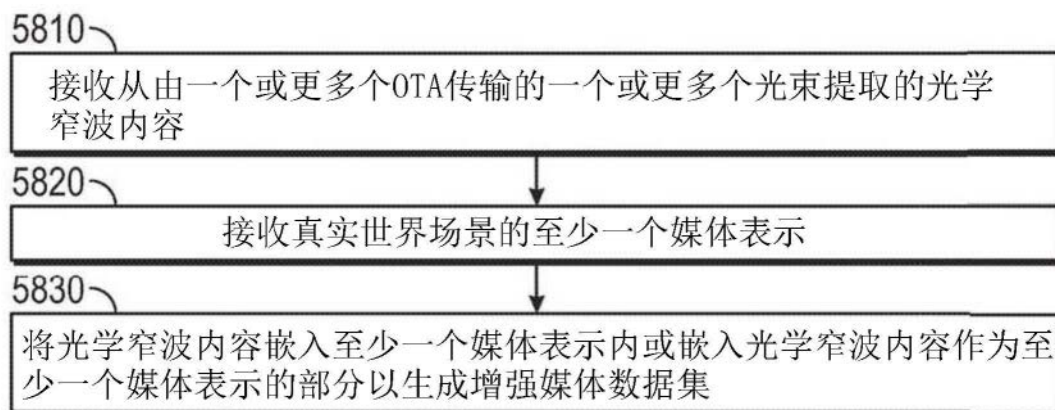 5810
接收从由一个或更多个OTA传输的一个或更多个光束提取的光学
窄波内容
5820
接收真实世界场景的至少一个媒体表示
5830
将光学窄波内容嵌入至少一个媒体表示内或嵌入光学窄波内容作为至
少一个媒体表示的部分以生成增强媒体数据集